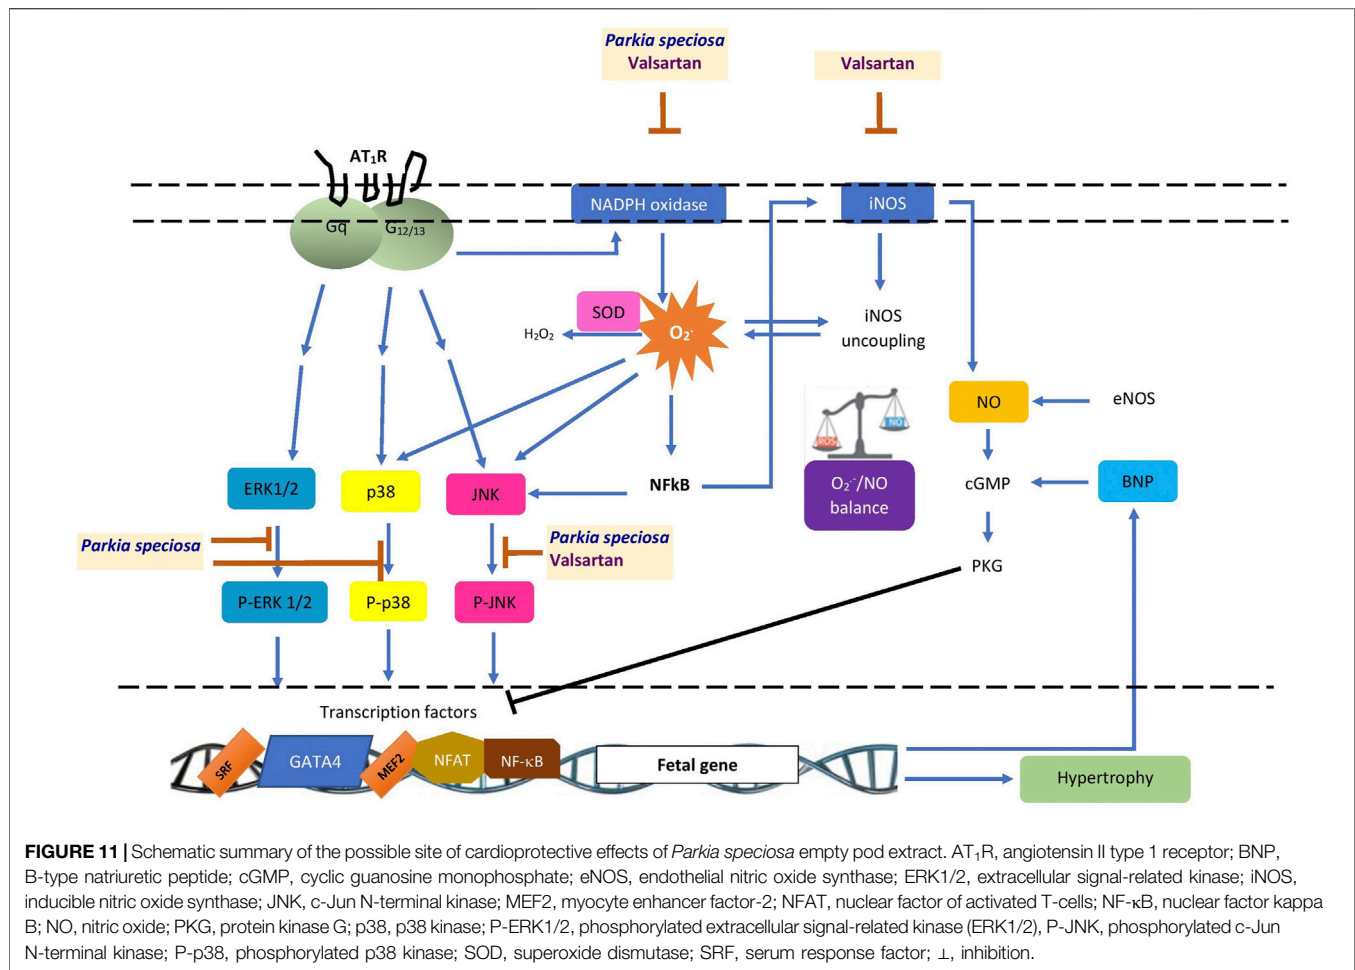 Parkia speciosa
Valsartan
Valsartan
AT₁R
NADPH oxidase
iNOS
Gq
G₁₂/₁₃
SOD
H₂O₂
O₂·
iNOS
uncoupling
ROS
NO
NO
eNOS
ERK1/2
p38
JNK
NFkB
O₂·⁻/NO
balance
cGMP
BNP
Parkia speciosa
Parkia speciosa
Valsartan
PKG
P-ERK 1/2
P-p38
P-JNK
Transcription factors
SRF
GATA4
MEF2
NFAT
NF-κB
Fetal gene
Hypertrophy
FIGURE 11 | Schematic summary of the possible site of cardioprotective effects of Parkia speciosa empty pod extract. AT₁R, angiotensin II type 1 receptor; BNP,
B-type natriuretic peptide; cGMP, cyclic guanosine monophosphate; eNOS, endothelial nitric oxide synthase; ERK1/2, extracellular signal-related kinase; iNOS,
inducible nitric oxide synthase; JNK, c-Jun N-terminal kinase; MEF2, myocyte enhancer factor-2; NFAT, nuclear factor of activated T-cells; NF-κB, nuclear factor kappa
B; NO, nitric oxide; PKG, protein kinase G; p38, p38 kinase; P-ERK1/2, phosphorylated extracellular signal-related kinase (ERK1/2), P-JNK, phosphorylated c-Jun
N-terminal kinase; P-p38, phosphorylated p38 kinase; SOD, superoxide dismutase; SRF, serum response factor; ⊥, inhibition.